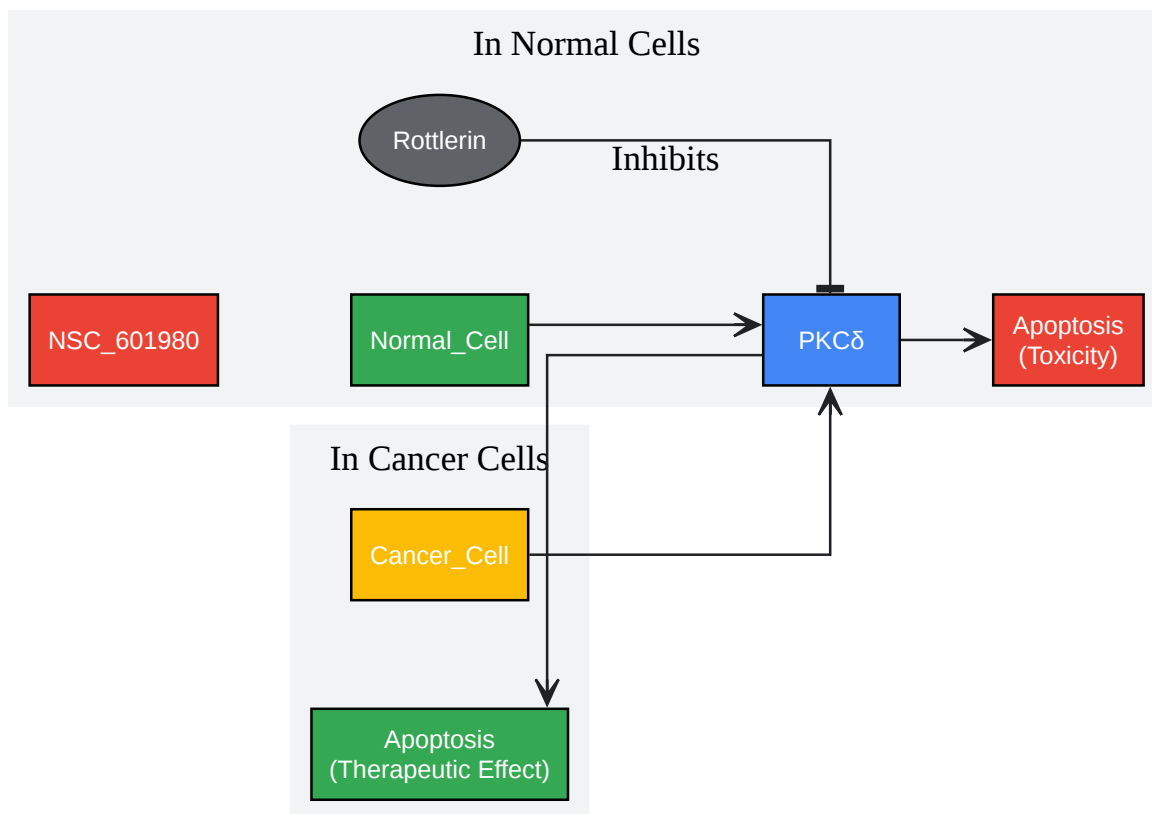 In Normal Cells
Rottlerin
Inhibits
NSC_601980
Normal_Cell
PKCδ
Apoptosis
(Toxicity)
In Cancer Cells
Cancer_Cell
Apoptosis
(Therapeutic Effect)